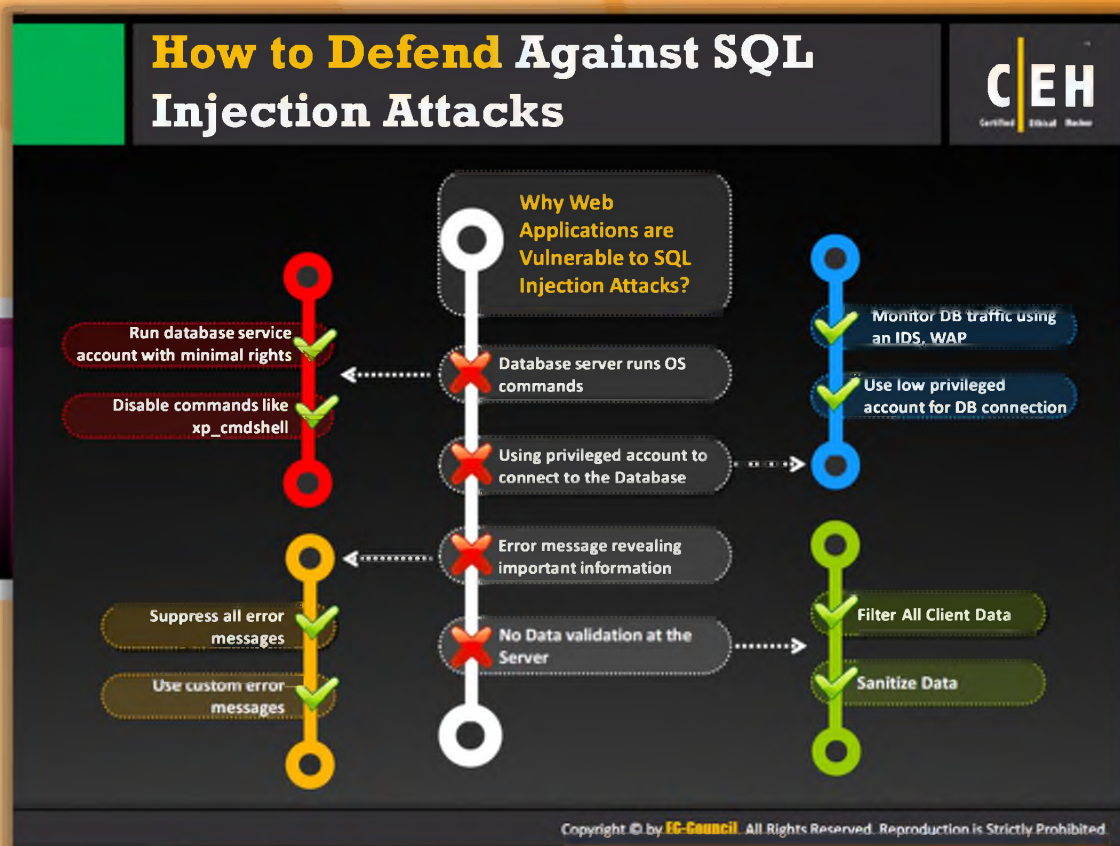 How to Defend Against SQL
Injection Attacks
C|EH
Certified Ethical Hacker
Why Web
Applications are
Vulnerable to SQL
Injection Attacks?
Run database service
account with minimal rights
Disable commands like
xp_cmdshell
Database server runs OS
commands
Using privileged account to
connect to the Database
Error message revealing
important information
No Data validation at the
Server
Monitor DB traffic using
an IDS, WAP
Use low privileged
account for DB connection
Suppress all error
messages
Use custom error
messages
Filter All Client Data
Sanitize Data
Copyright © by EC-Council. All Rights Reserved. Reproduction is Strictly Prohibited.